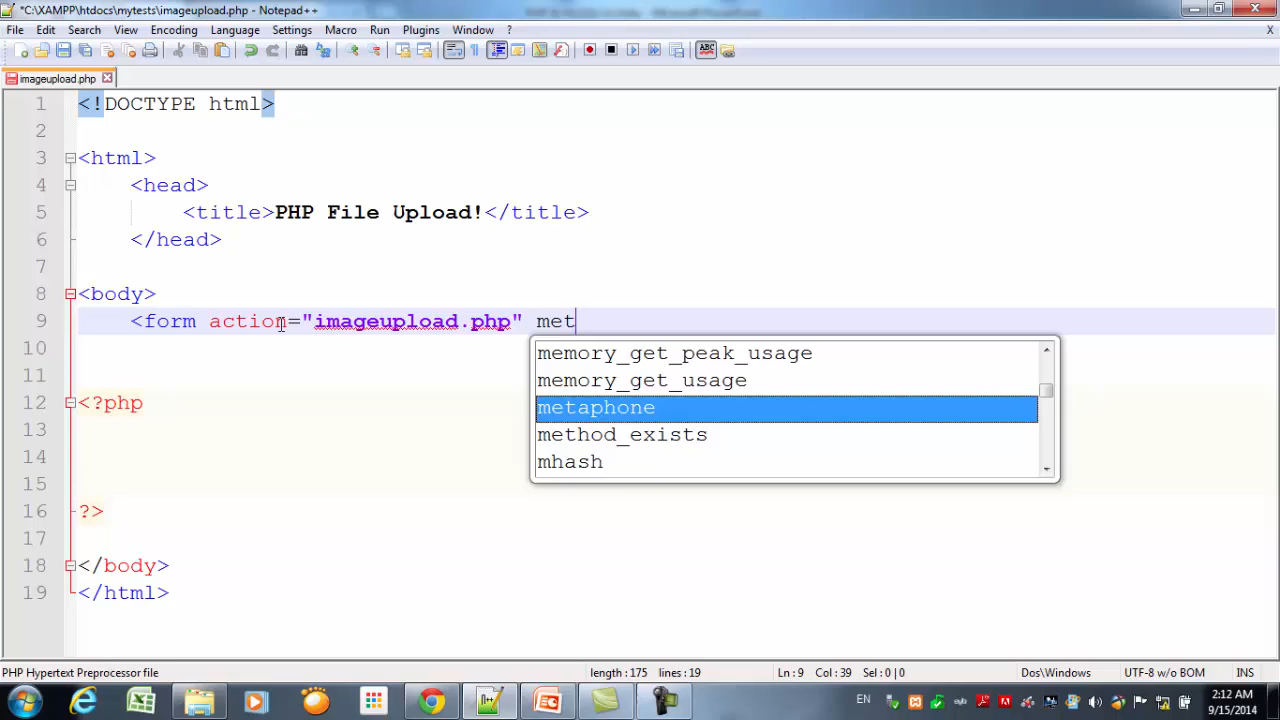 *C:\XAMPP\htdocs\mytests\imageupload.php - Notepad++
File Edit Search View Encoding Language Settings Macro Run Plugins Window ? X
imageupload.php
1 <!DOCTYPE html>
2
3 <html>
4 <head>
5 <title>PHP File Upload!</title>
6 </head>
7
8 <body>
9 <form action="imageupload.php" met
10
memory_get_peak_usage
11
memory_get_usage
12 <?php
metaphone
13
method_exists
14
mhash
15
16 ?>
17
18 </body>
19 </html>
PHP Hypertext Preprocessor file length : 175 lines : 19 Ln : 9 Col : 39 Sel : 0 | 0 Dos\Windows UTF-8 w/o BOM INS
EN
2:12 AM
9/15/2014